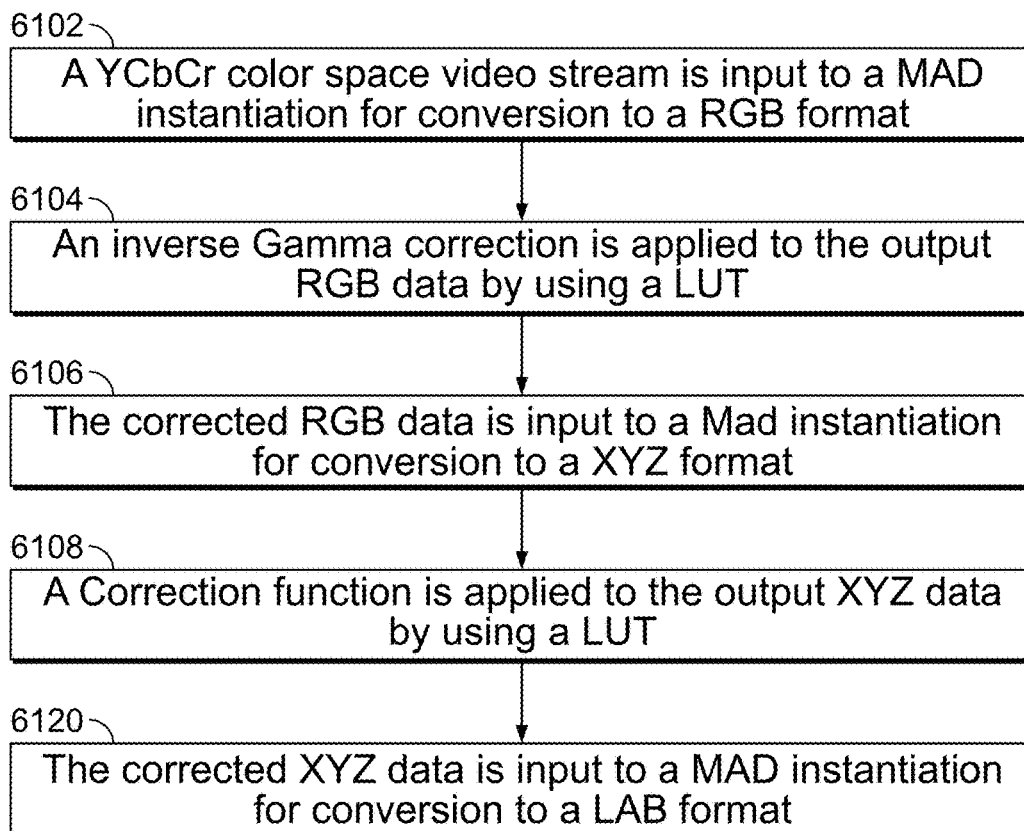 6102
A YCbCr color space video stream is input to a MAD
instantiation for conversion to a RGB format
6104
An inverse Gamma correction is applied to the output
RGB data by using a LUT
6106
The corrected RGB data is input to a Mad instantiation
for conversion to a XYZ format
6108
A Correction function is applied to the output XYZ data
by using a LUT
6120
The corrected XYZ data is input to a MAD instantiation
for conversion to a LAB format